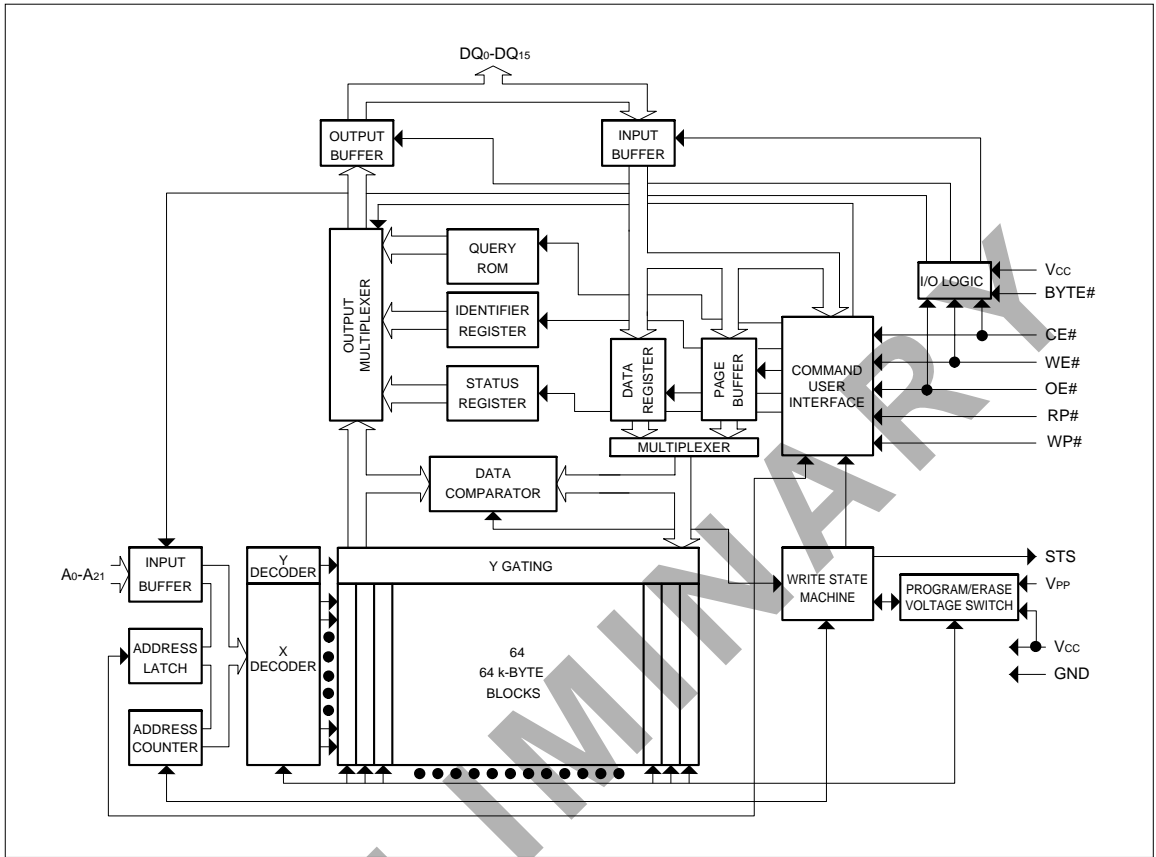 DQ0-DQ15
OUTPUT
BUFFER
INPUT
BUFFER
OUTPUT
MULTIPLEXER
QUERY
ROM
IDENTIFIER
REGISTER
STATUS
REGISTER
DATA
REGISTER
PAGE
BUFFER
MULTIPLEXER
COMMAND
USER
INTERFACE
I/O LOGIC
VCC
BYTE#
CE#
WE#
OE#
RP#
WP#
DATA
COMPARATOR
A0-A21
INPUT
BUFFER
ADDRESS
LATCH
ADDRESS
COUNTER
Y
DECODER
X
DECODER
Y GATING
64
64 k-BYTE
BLOCKS
WRITE STATE
MACHINE
PROGRAM/ERASE
VOLTAGE SWITCH
STS
VPP
VCC
GND
LIMINARY